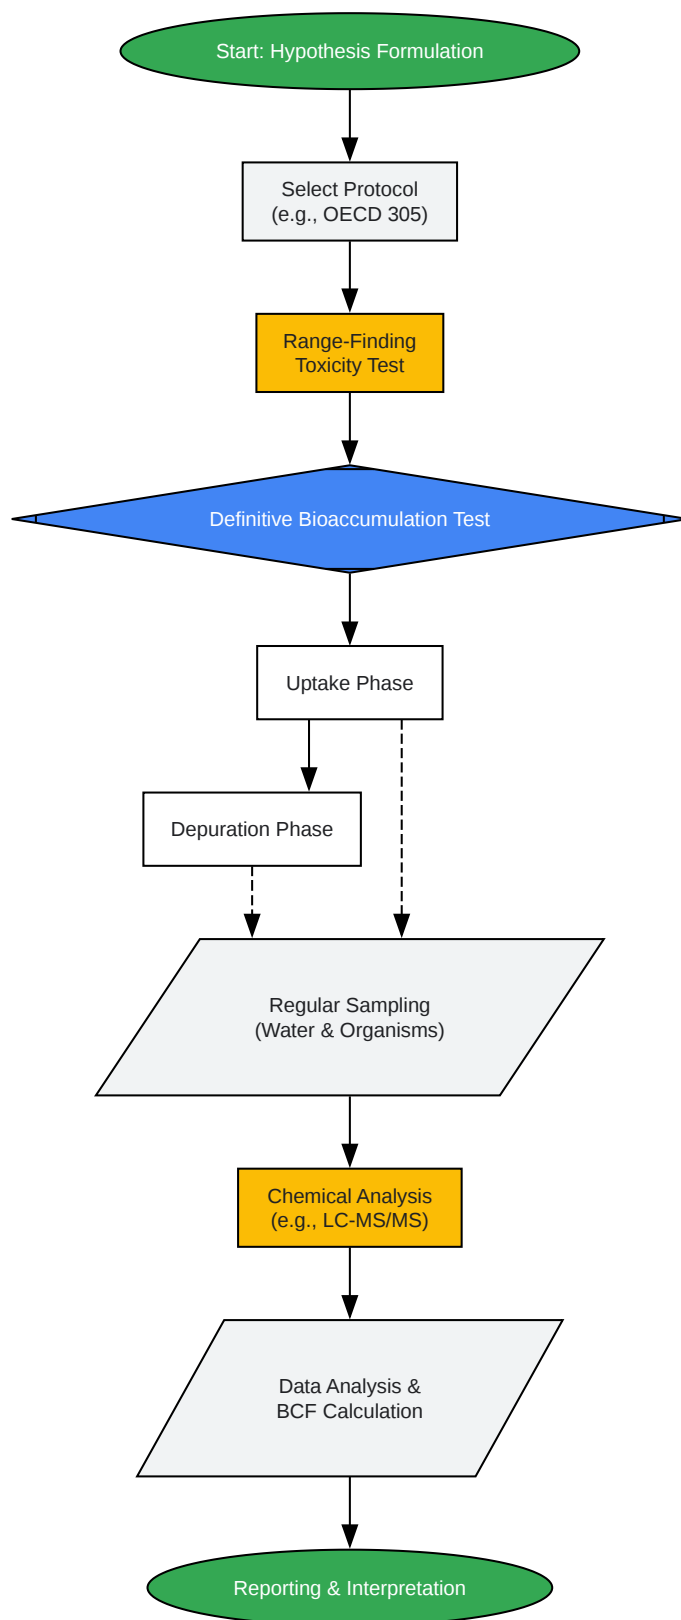 Start: Hypothesis Formulation
Select Protocol
(e.g., OECD 305)
Range-Finding
Toxicity Test
Definitive Bioaccumulation Test
Uptake Phase
Depuration Phase
Regular Sampling
(Water & Organisms)
Chemical Analysis
(e.g., LC-MS/MS)
Data Analysis &
BCF Calculation
Reporting & Interpretation